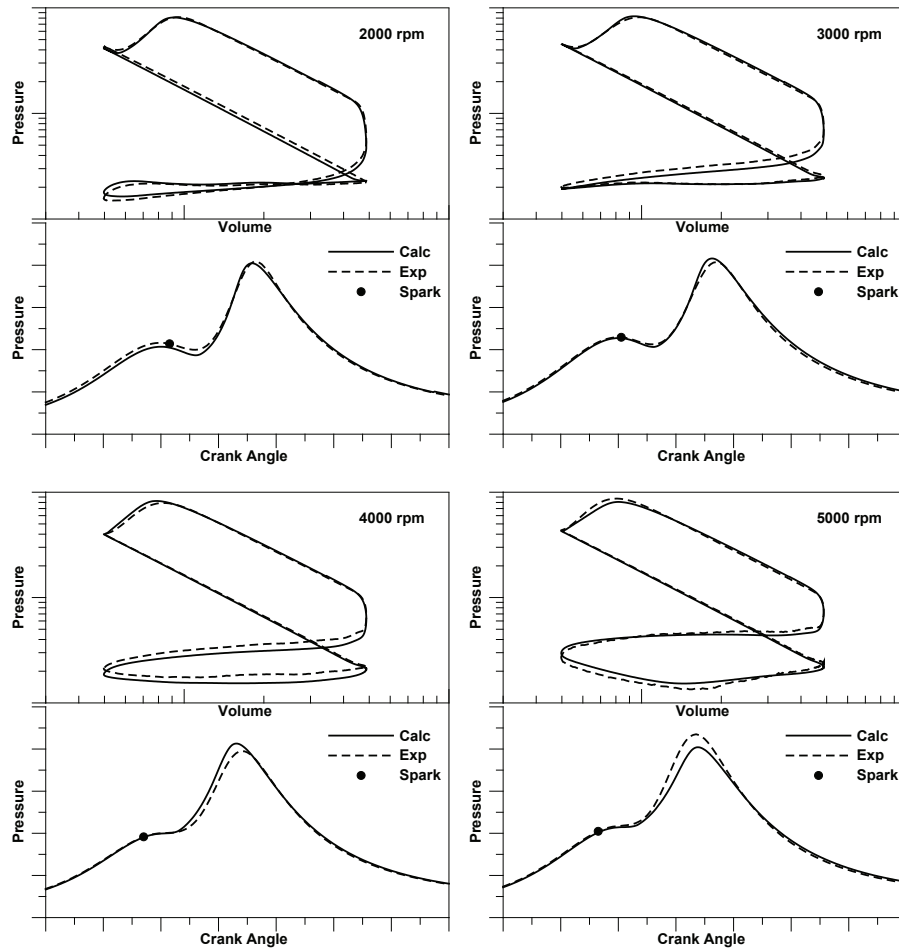 2000 rpm
Pressure
Volume
Calc
Exp
Spark
Pressure
Crank Angle
3000 rpm
Pressure
Volume
Calc
Exp
Spark
Pressure
Crank Angle
4000 rpm
Pressure
Volume
Calc
Exp
Spark
Pressure
Crank Angle
5000 rpm
Pressure
Volume
Calc
Exp
Spark
Pressure
Crank Angle